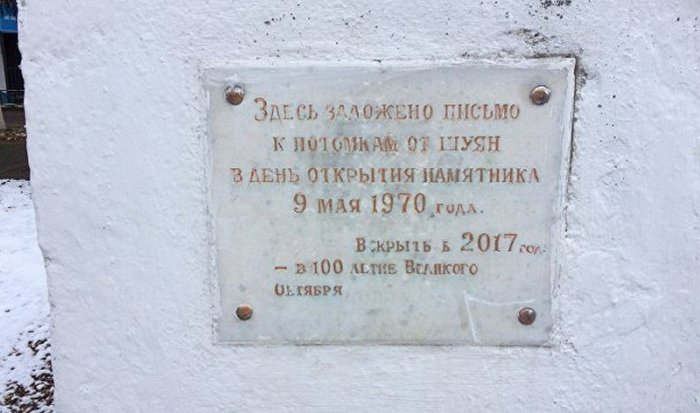 Здесь заложено письмо
к потомкам от шуян
в день открытия памятника
9 мая 1970 года.
Вскрыть в 2017 год.
– в 100 летие Великого
Октября